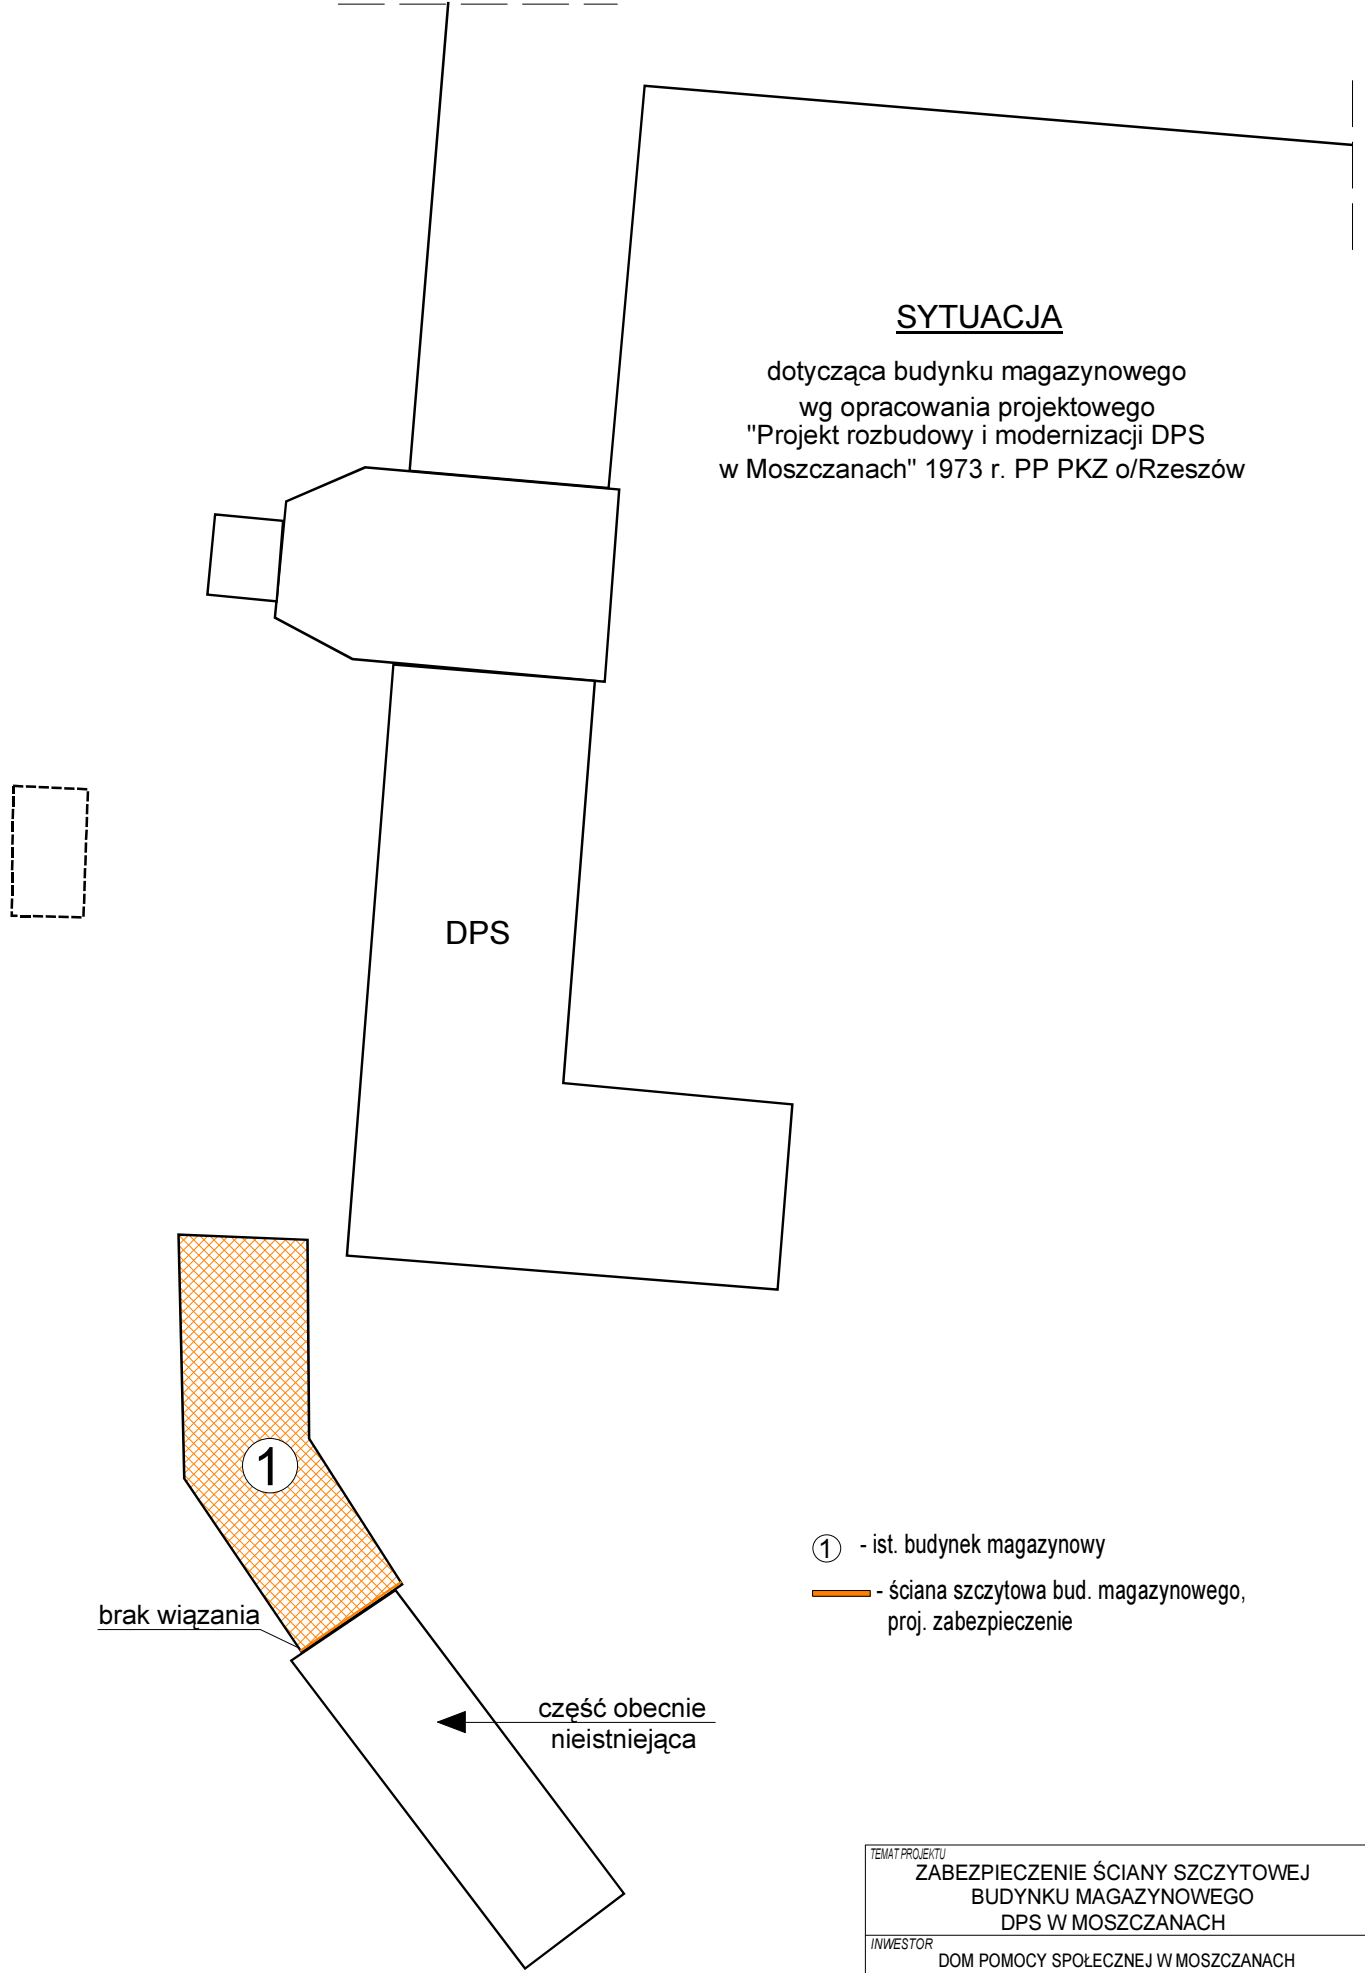 SYTUACJA
dotycząca budynku magazynowego
wg opracowania projektowego
"Projekt rozbudowy i modernizacji DPS
w Moszczanach" 1973 r. PP PKZ o/Rzeszów
DPS
1
brak wiązania
część obecnie
nieistniejąca
1 - ist. budynek magazynowy
- ściana szczytowa bud. magazynowego,
proj. zabezpieczenie
TEMAT PROJEKTU
ZABEZPIECZENIE ŚCIANY SZCZYTOWEJ
BUDYNKU MAGAZYNOWEGO
DPS W MOSZCZANACH
INWESTOR
DOM POMOCY SPOŁECZNEJ W MOSZCZANACH